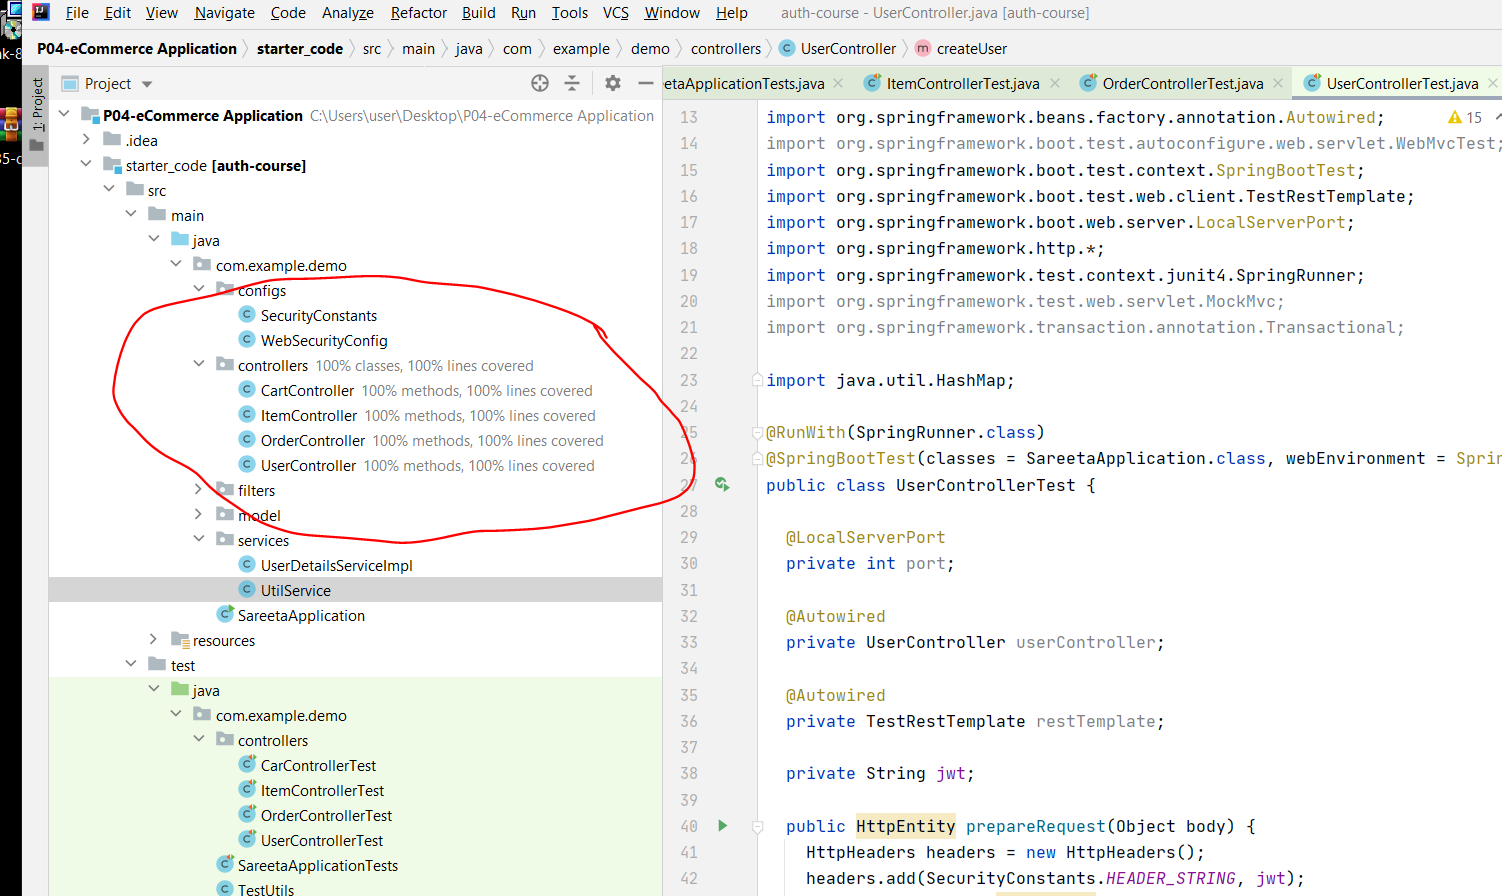 File Edit View Navigate Code Analyze Refactor Build Run Tools VCS Window Help auth-course - UserController.java [auth-course]
P04-eCommerce Application starter_code src main java com example demo controllers UserController createUser
1: Project
Project
P04-eCommerce Application C:\Users\user\Desktop\P04-eCommerce Application
.idea
starter_code [auth-course]
src
main
java
com.example.demo
configs
SecurityConstants
WebSecurityConfig
controllers 100% classes, 100% lines covered
CartController 100% methods, 100% lines covered
ItemController 100% methods, 100% lines covered
OrderController 100% methods, 100% lines covered
UserController 100% methods, 100% lines covered
filters
model
services
UserDetailsServiceImpl
UtilService
SareetaApplication
resources
test
java
com.example.demo
controllers
CarControllerTest
ItemControllerTest
OrderControllerTest
UserControllerTest
SareetaApplicationTests
TestUtils
etaApplicationTests.java ItemControllerTest.java OrderControllerTest.java UserControllerTest.java
15
13 import org.springframework.beans.factory.annotation.Autowired;
14 import org.springframework.boot.test.autoconfigure.web.servlet.WebMvcTest;
15 import org.springframework.boot.test.context.SpringBootTest;
16 import org.springframework.boot.test.web.client.TestRestTemplate;
17 import org.springframework.boot.web.server.LocalServerPort;
18 import org.springframework.http.*;
19 import org.springframework.test.context.junit4.SpringRunner;
20 import org.springframework.test.web.servlet.MockMvc;
21 import org.springframework.transaction.annotation.Transactional;
22
23 import java.util.HashMap;
24
25 @RunWith(SpringRunner.class)
26 @SpringBootTest(classes = SareetaApplication.class, webEnvironment = Sprin
27 public class UserControllerTest {
28
29 @LocalServerPort
30 private int port;
31
32 @Autowired
33 private UserController userController;
34
35 @Autowired
36 private TestRestTemplate restTemplate;
37
38 private String jwt;
39
40 public HttpEntity prepareRequest(Object body) {
41 HttpHeaders headers = new HttpHeaders();
42 headers.add(SecurityConstants.HEADER_STRING, jwt);